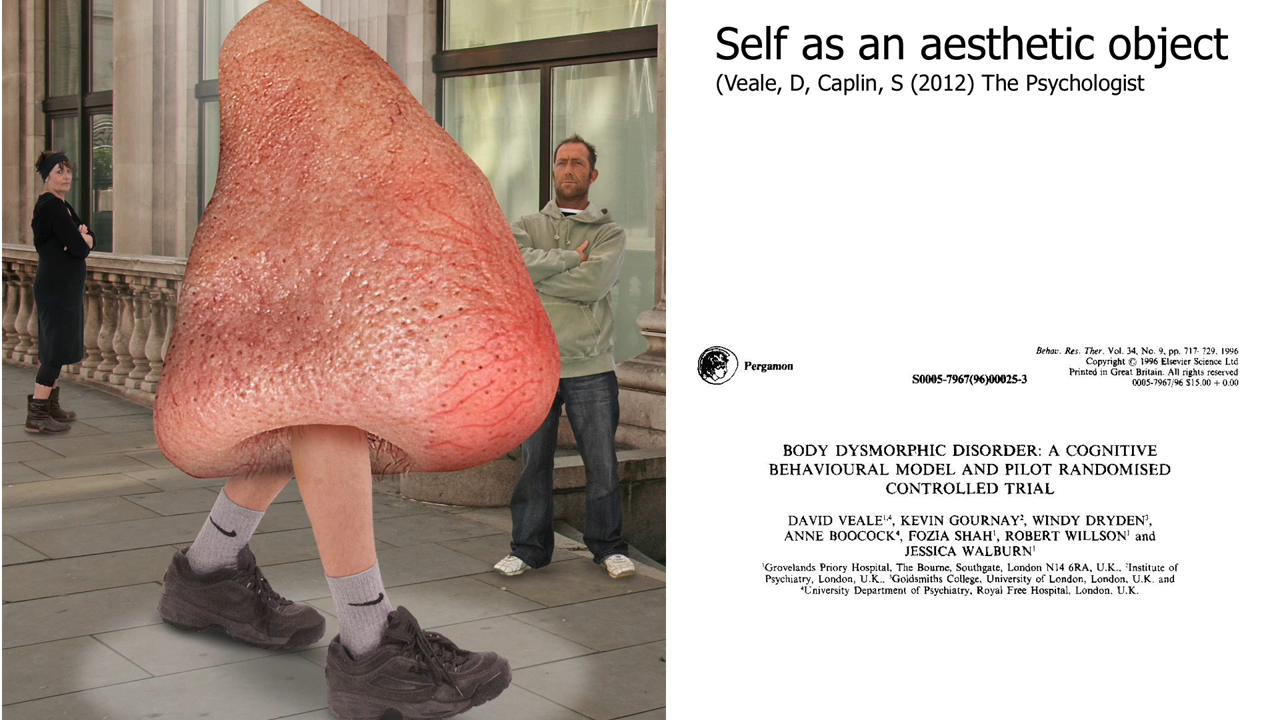 Self as an aesthetic object
(Veale, D, Caplin, S (2012) The Psychologist
Pergamon
S0005-7967(96)00025-3
Behav. Res. Ther. Vol. 34, No. 9, pp. 717-729, 1996
Copyright © 1996 Elsevier Science Ltd
Printed in Great Britain. All rights reserved
0005-7967/96 $15.00 + 0.00
BODY DYSMORPHIC DISORDER: A COGNITIVE
BEHAVIOURAL MODEL AND PILOT RANDOMISED
CONTROLLED TRIAL
DAVID VEALE¹,⁴, KEVIN GOURNAY², WINDY DRYDEN³,
ANNE BOOCOCK⁴, FOZIA SHAH¹, ROBERT WILLSON¹ and
JESSICA WALBURN¹
¹Grovelands Priory Hospital, The Bourne, Southgate, London N14 6RA, U.K., ²Institute of
Psychiatry, London, U.K., ³Goldsmiths College, University of London, London, U.K. and
⁴University Department of Psychiatry, Royal Free Hospital, London, U.K.